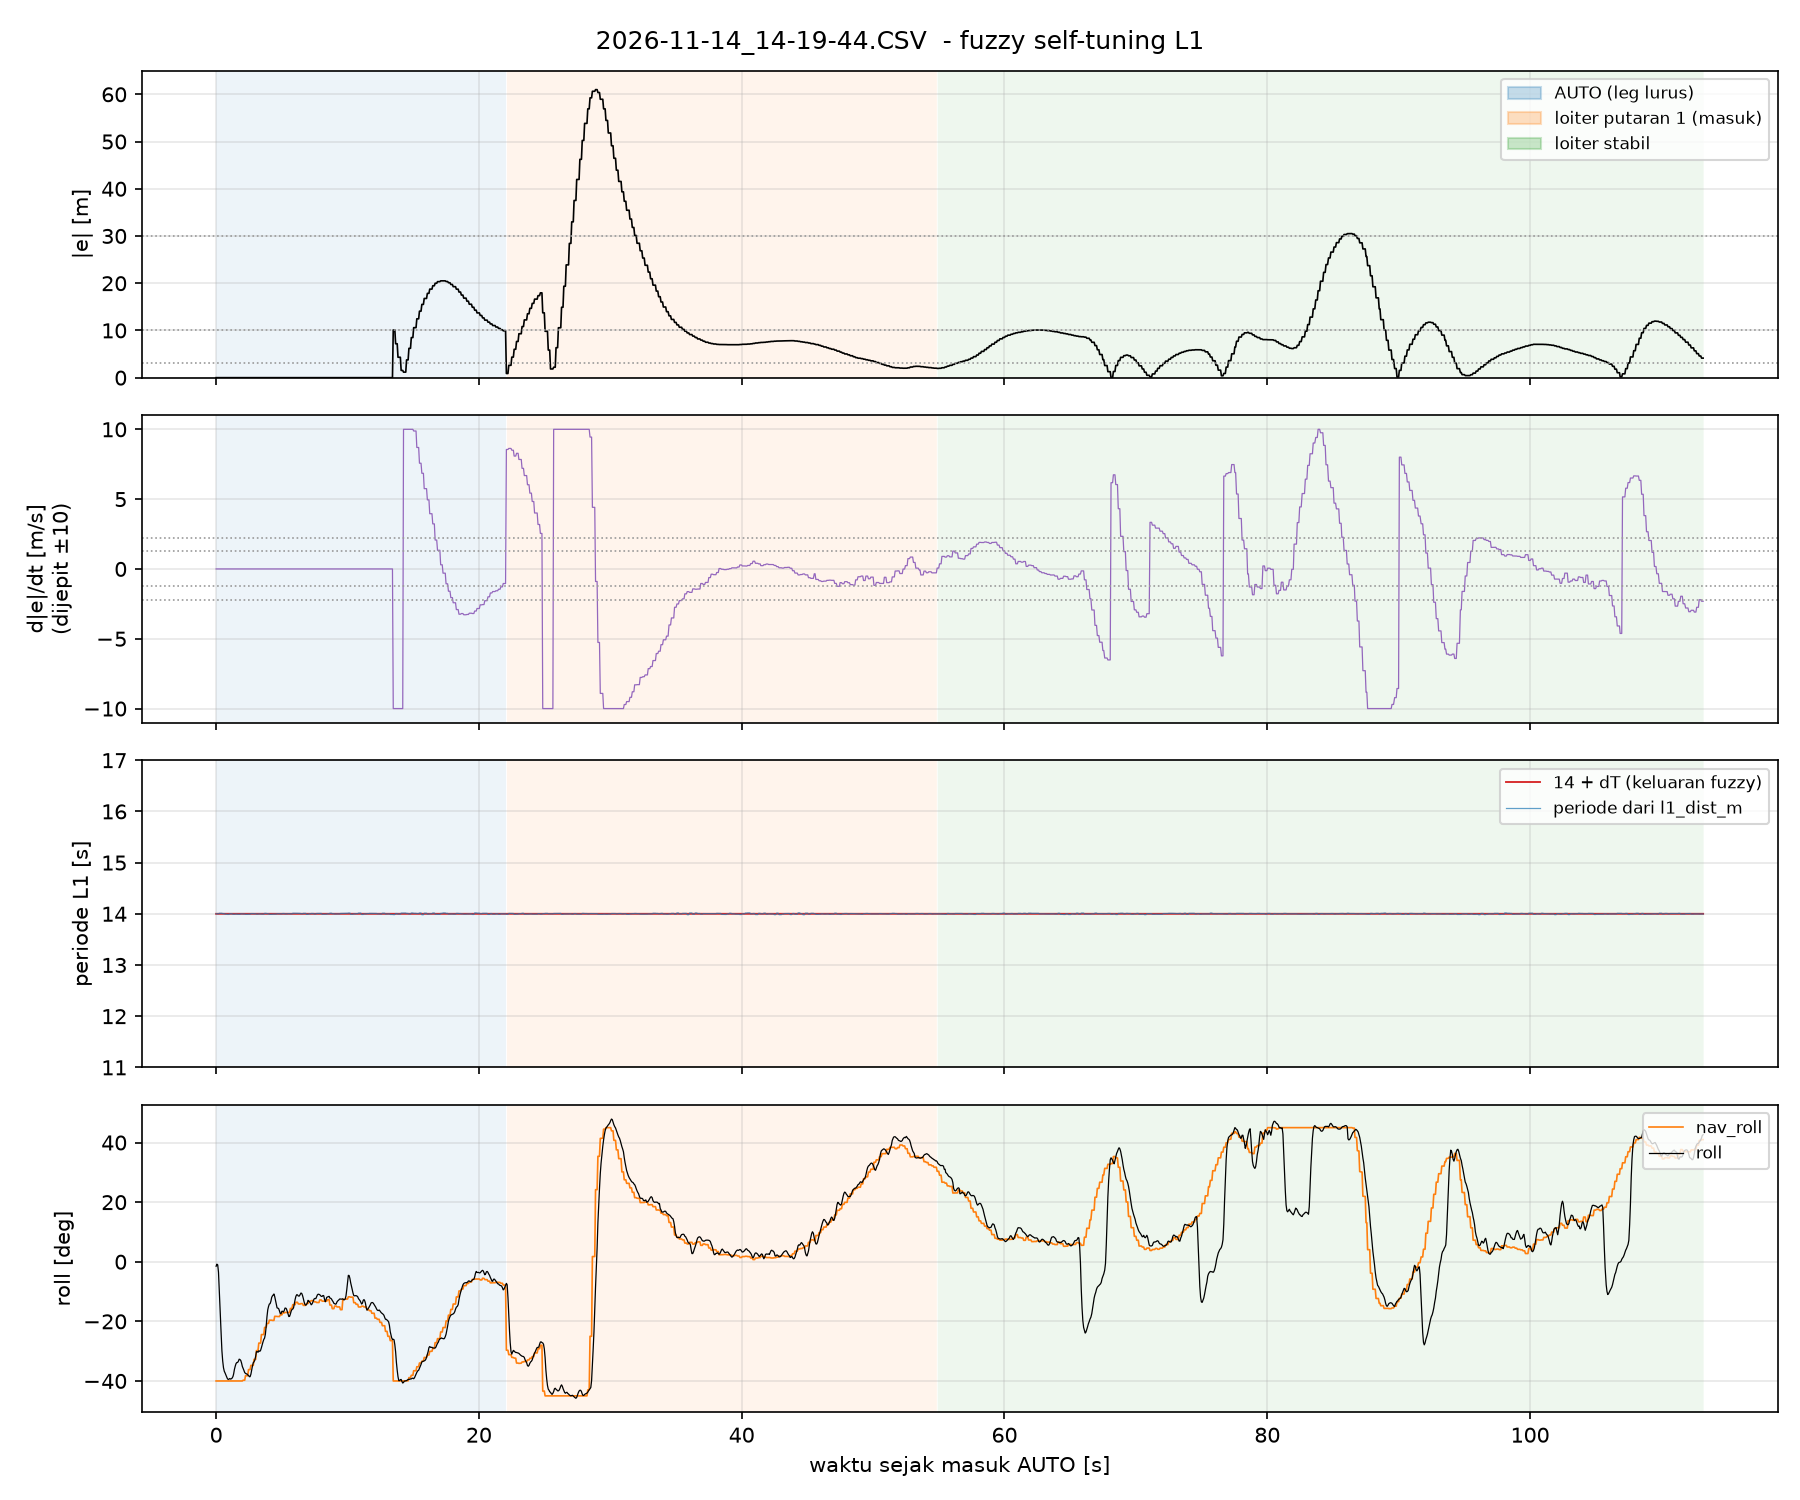 2026-11-14_14-19-44.CSV  - fuzzy self-tuning L1
|e| [m]
60
50
40
30
20
10
0
AUTO (leg lurus)
loiter putaran 1 (masuk)
loiter stabil
d|e|/dt [m/s]
(dijepit ±10)
10
5
0
−5
−10
periode L1 [s]
17
16
15
14
13
12
11
14 + dT (keluaran fuzzy)
periode dari l1_dist_m
roll [deg]
40
20
0
−20
−40
nav_roll
roll
0
20
40
60
80
100
waktu sejak masuk AUTO [s]